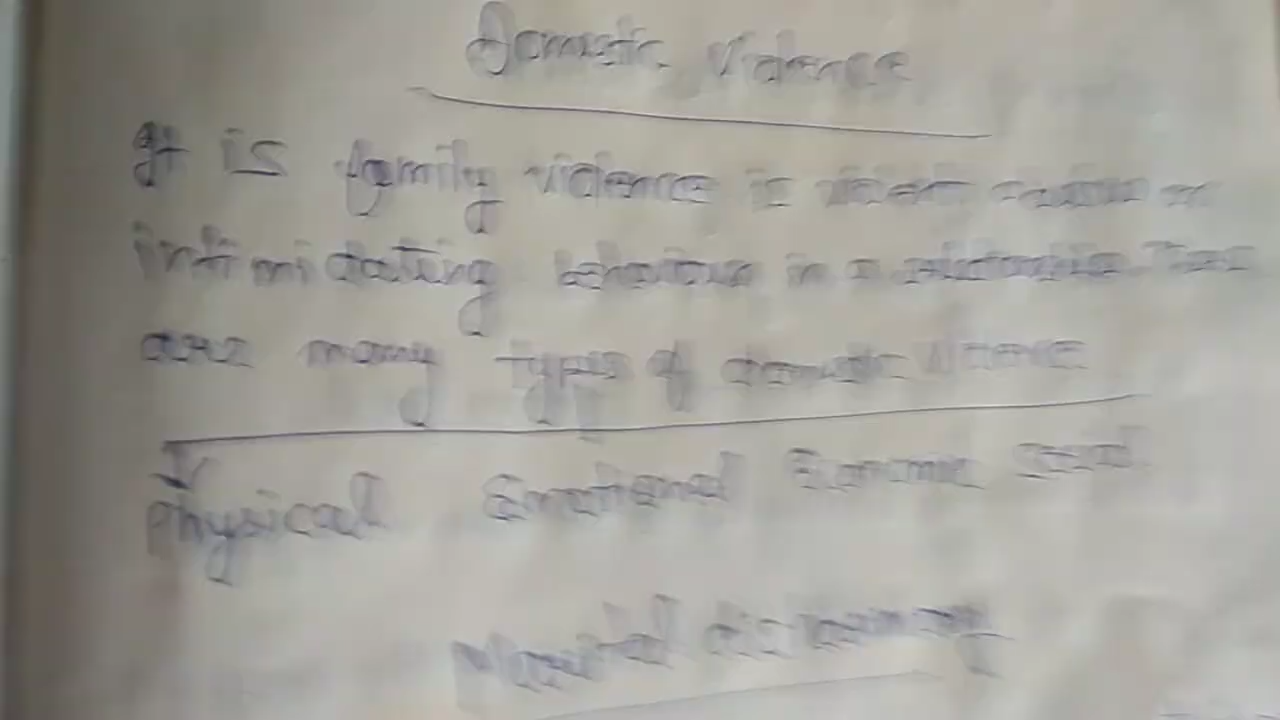 Domestic Violence
It is family violence is violent or
intimidating behaviour in a relationship. There
are many types of domestic violence
Physical Emotional Economic Sexual
Marital disharmony